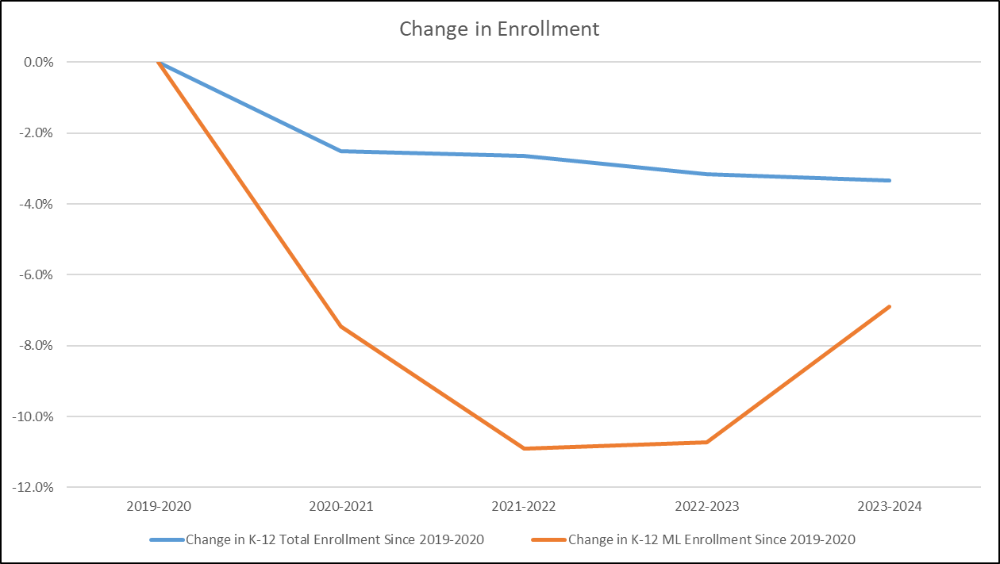 Change in Enrollment
0.0%
-2.0%
-4.0%
-6.0%
-8.0%
-10.0%
-12.0%
2019-2020 2020-2021 2021-2022 2022-2023 2023-2024
Change in K-12 Total Enrollment Since 2019-2020 Change in K-12 ML Enrollment Since 2019-2020